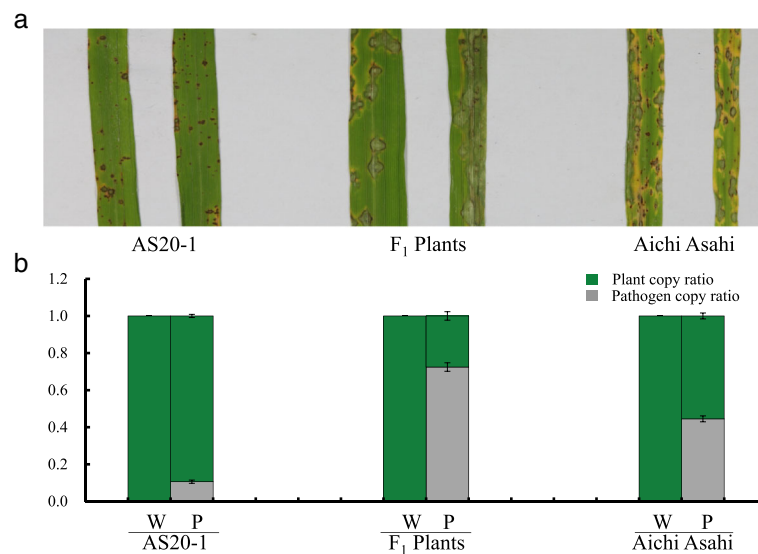 a
AS20-1 F₁ Plants Aichi Asahi
b
1.2
1.0
0.8
0.6
0.4
0.2
0.0
Plant copy ratio
Pathogen copy ratio
W P W P W P
AS20-1 F₁ Plants Aichi Asahi